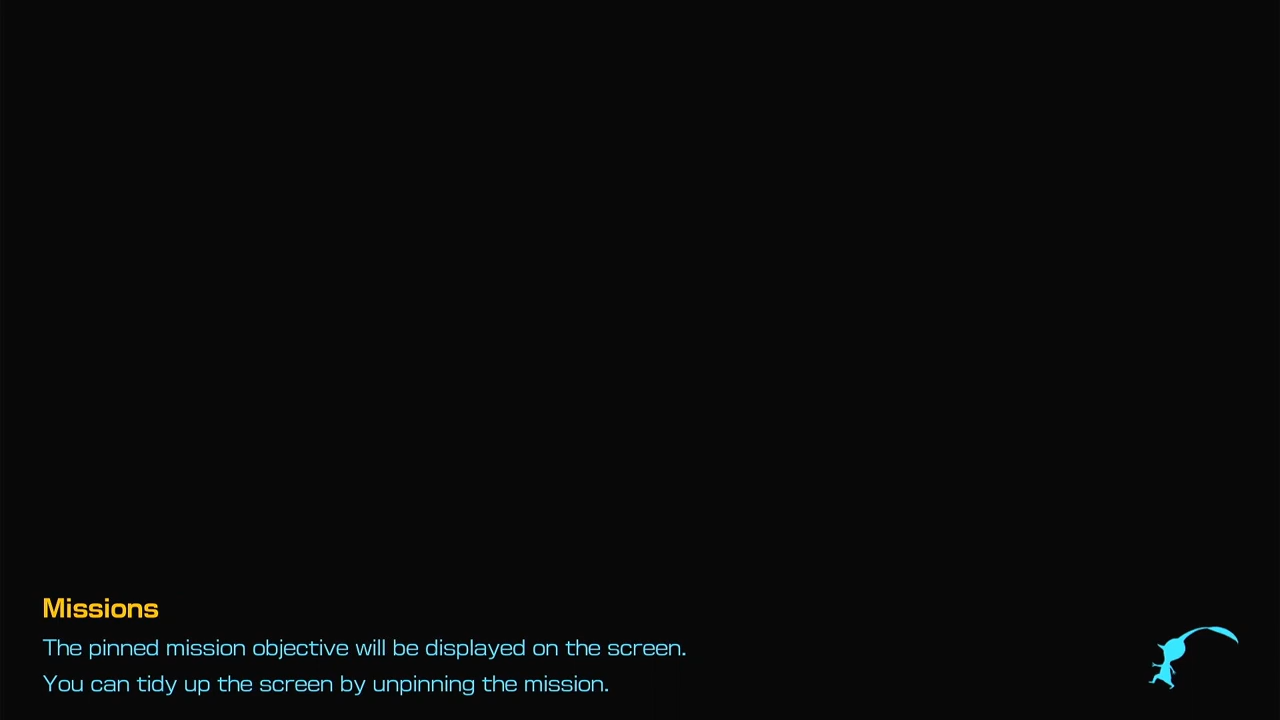 Missions
The pinned mission objective will be displayed on the screen.
You can tidy up the screen by unpinning the mission.